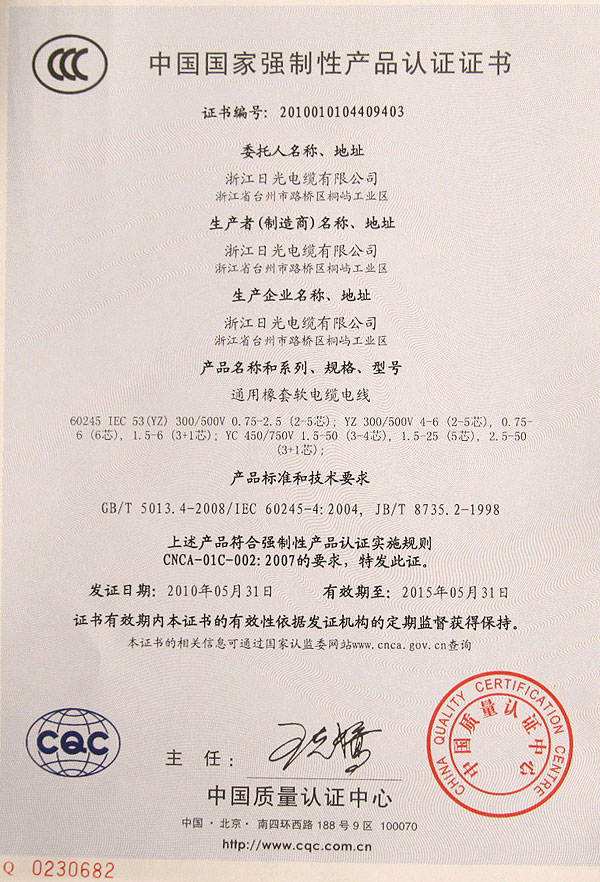 CCC
中国国家强制性产品认证证书
证书编号: 2010010104409403
委托人名称、地址
浙江日光电缆有限公司
浙江省台州市路桥区桐屿工业区
生产者(制造商)名称、地址
浙江日光电缆有限公司
浙江省台州市路桥区桐屿工业区
生产企业名称、地址
浙江日光电缆有限公司
浙江省台州市路桥区桐屿工业区
产品名称和系列、规格、型号
通用橡套软电缆电线
60245 IEC 53(YZ) 300/500V 0.75-2.5 (2-5芯); YZ 300/500V 4-6 (2-5芯), 0.75-
6 (6芯), 1.5-6 (3+1芯); YC 450/750V 1.5-50 (3-4芯), 1.5-25 (5芯), 2.5-50
(3+1芯);
产品标准和技术要求
GB/T 5013.4-2008/IEC 60245-4:2004, JB/T 8735.2-1998
上述产品符合强制性产品认证实施规则
CNCA-01C-002:2007的要求，特发此证。
发证日期: 2010年05月31日 有效期至: 2015年05月31日
证书有效期内本证书的有效性依据发证机构的定期监督获得保持。
本证书的相关信息可通过国家认监委网站www.cnca.gov.cn查询
CHINA QUALITY CERTIFICATION CENTRE
中国质量认证中心
CQC
主 任:
中国质量认证中心
中国·北京·南四环西路188号9区 100070
http://www.cqc.com.cn
Q 0230682